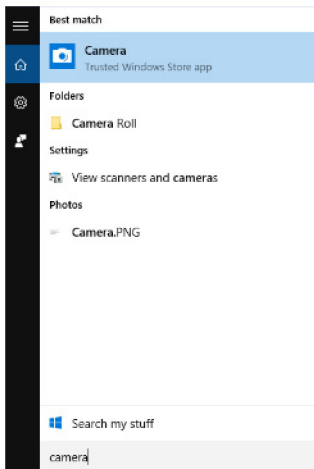 Best match
Camera
Trusted Windows Store app
Folders
Camera Roll
Settings
View scanners and cameras
Photos
Camera.PNG
Search my stuff
camera